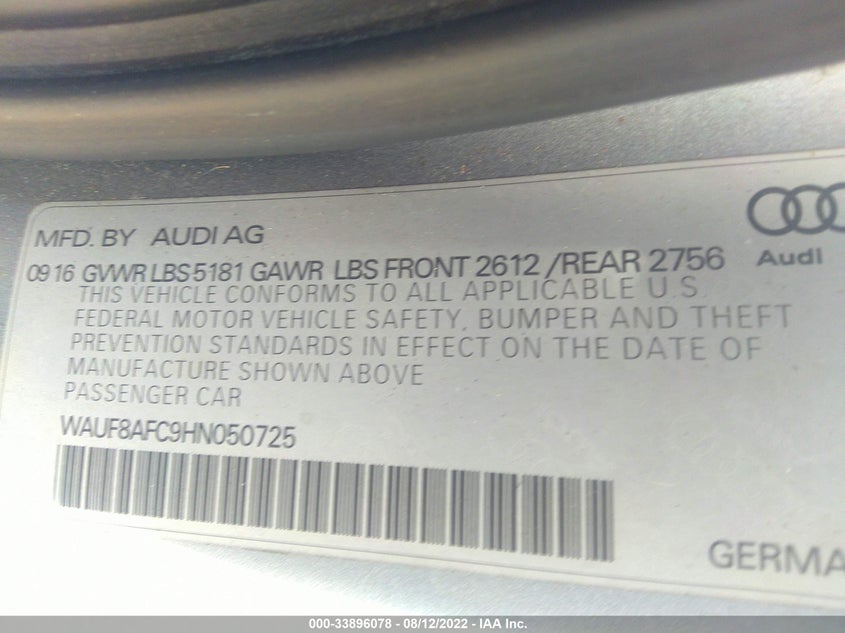 MFD. BY AUDI AG
Audi
09 16 GVWR LBS 5181 GAWR LBS FRONT 2612 / REAR 2756
THIS VEHICLE CONFORMS TO ALL APPLICABLE U.S.
FEDERAL MOTOR VEHICLE SAFETY, BUMPER AND THEFT
PREVENTION STANDARDS IN EFFECT ON THE DATE OF
MANUFACTURE SHOWN ABOVE
PASSENGER CAR
WAUF8AFC9HN050725
GERMA
000-33896078 - 08/12/2022 - IAA Inc.